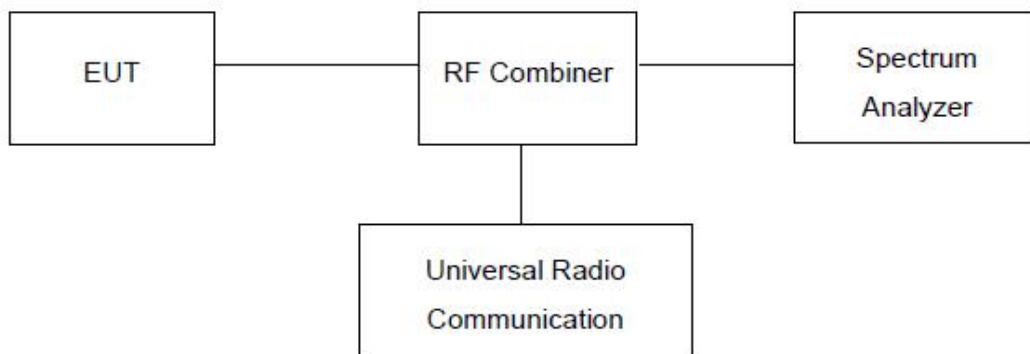 EUT
RF Combiner
Spectrum
Analyzer
Universal Radio
Communication